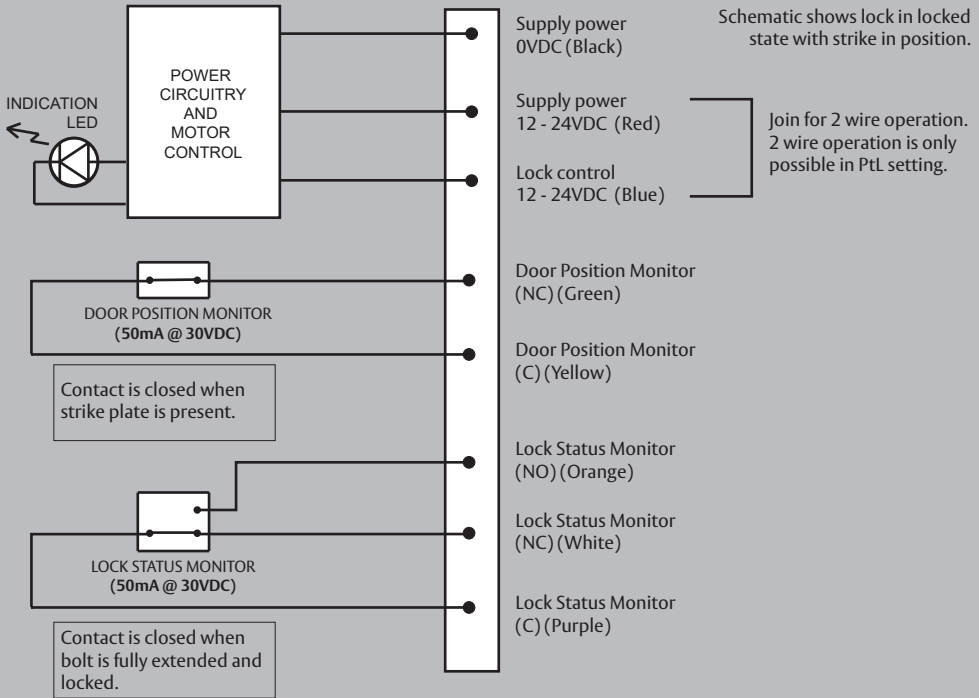 Supply power
0VDC (Black)
Schematic shows lock in locked
state with strike in position.
POWER
CIRCUITRY
AND
MOTOR
CONTROL
INDICATION
LED
Supply power
12 - 24VDC (Red)
Join for 2 wire operation.
2 wire operation is only
possible in PtL setting.
Lock control
12 - 24VDC (Blue)
Door Position Monitor
(NC) (Green)
DOOR POSITION MONITOR
(50mA @ 30VDC)
Door Position Monitor
(C) (Yellow)
Contact is closed when
strike plate is present.
Lock Status Monitor
(NO) (Orange)
Lock Status Monitor
(NC) (White)
LOCK STATUS MONITOR
(50mA @ 30VDC)
Lock Status Monitor
(C) (Purple)
Contact is closed when
bolt is fully extended and
locked.